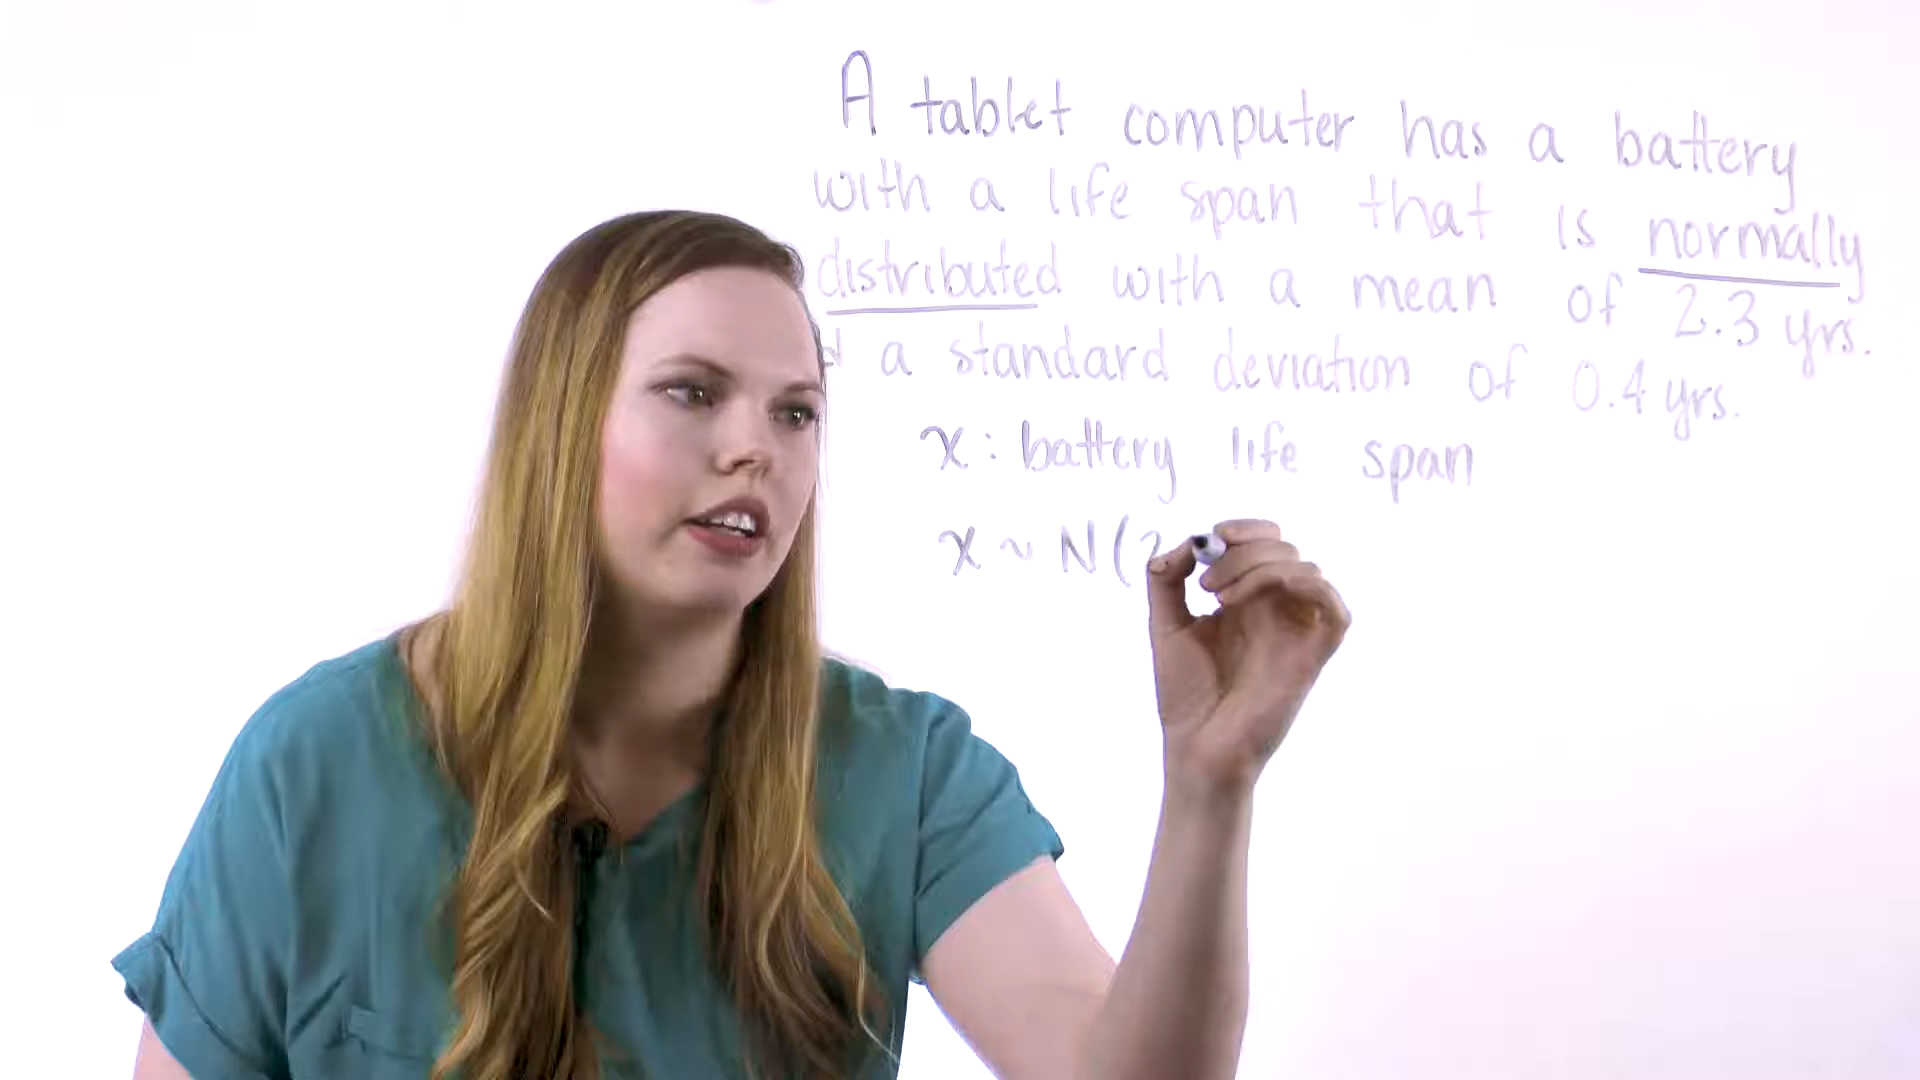 A tablet computer has a battery
with a life span that is normally
distributed with a mean of 2.3 yrs.
a standard deviation of 0.4 yrs.
x : battery life span
x ~ N(2